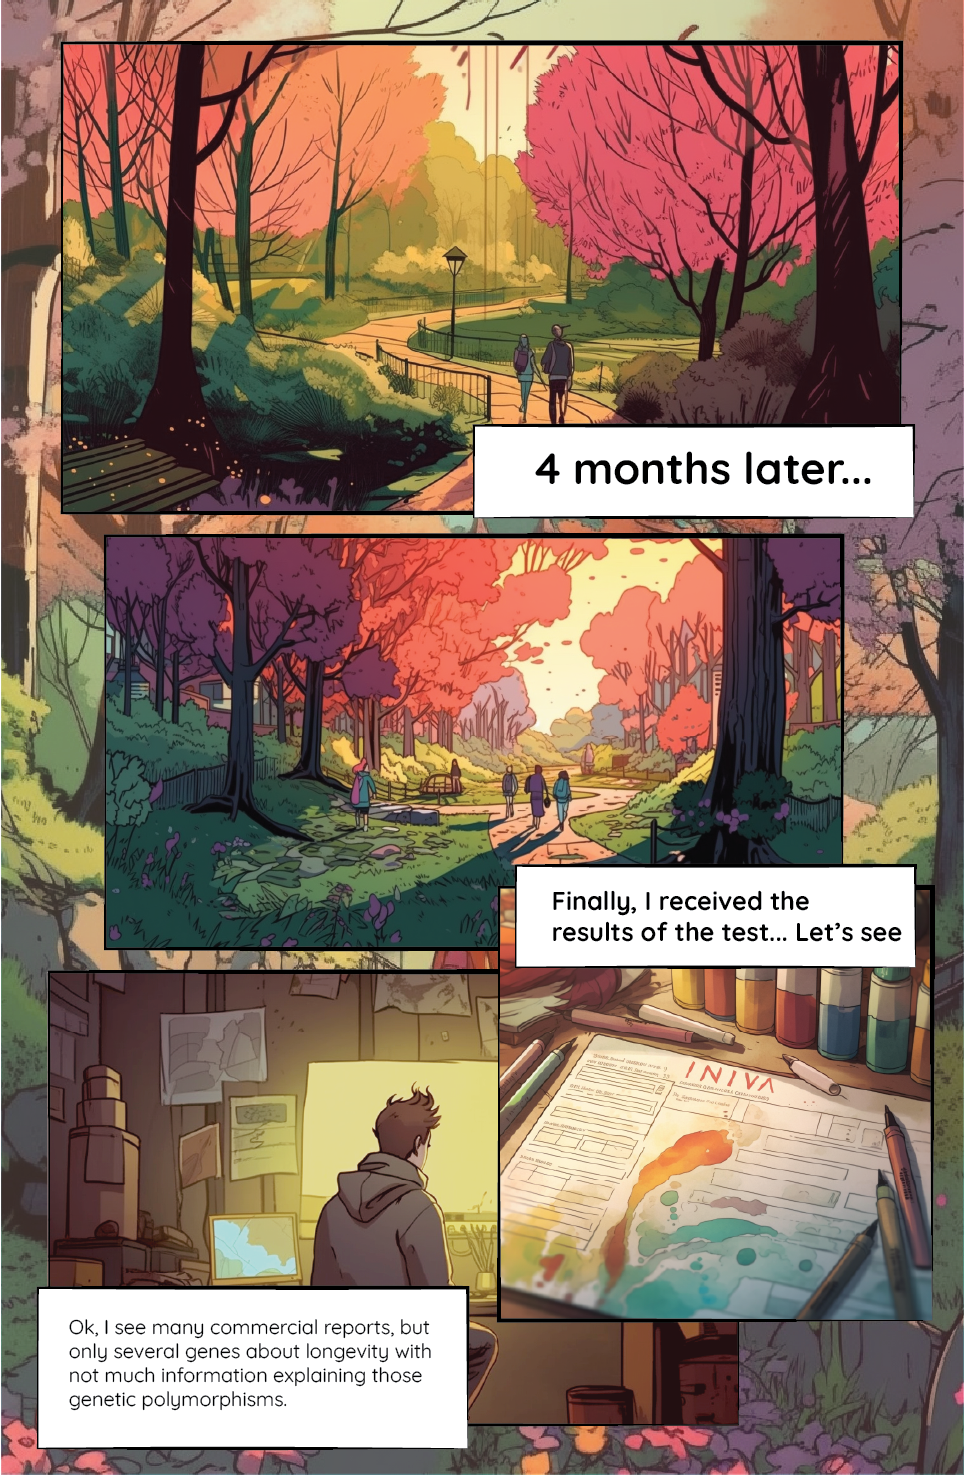 4 months later...
Finally, I received the
results of the test... Let's see
INIVA
Ok, I see many commercial reports, but
only several genes about longevity with
not much information explaining those
genetic polymorphisms.